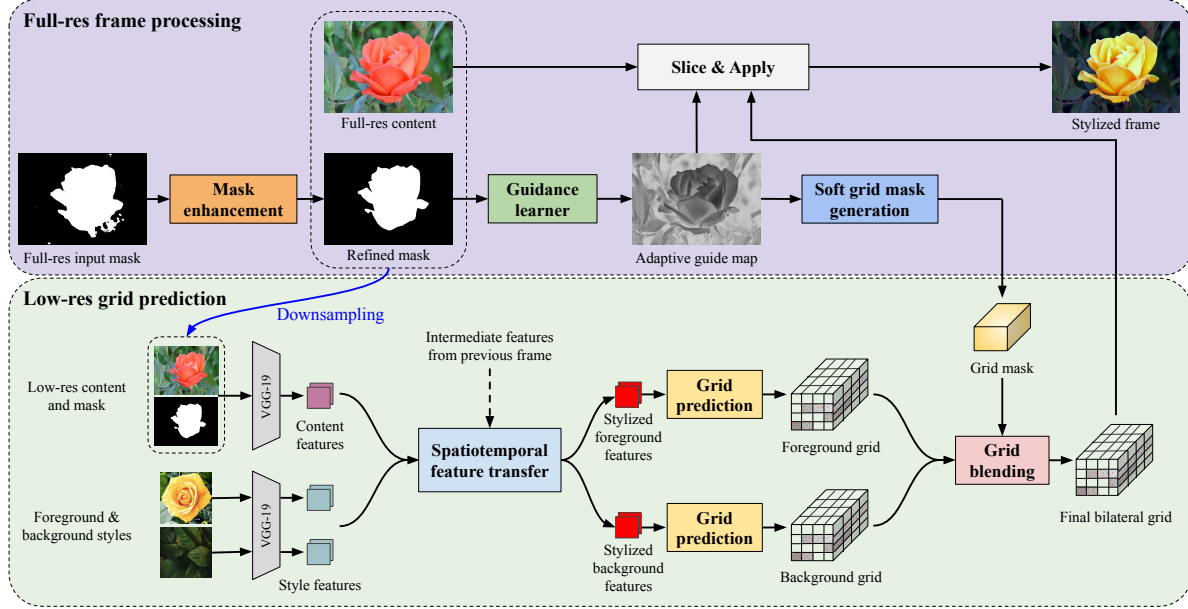 Full-res frame processing
Slice & Apply
Full-res content
Stylized frame
Mask
enhancement
Guidance
learner
Soft grid mask
generation
Full-res input mask
Refined mask
Adaptive guide map
Low-res grid prediction
Downsampling
Intermediate features
from previous frame
Low-res content
and mask
VGG-19
Content
features
Grid mask
Grid
prediction
Stylized
foreground
features
Foreground grid
Spatiotemporal
feature transfer
Grid
blending
Final bilateral grid
Foreground &
background styles
VGG-19
Style features
Grid
prediction
Stylized
background
features
Background grid